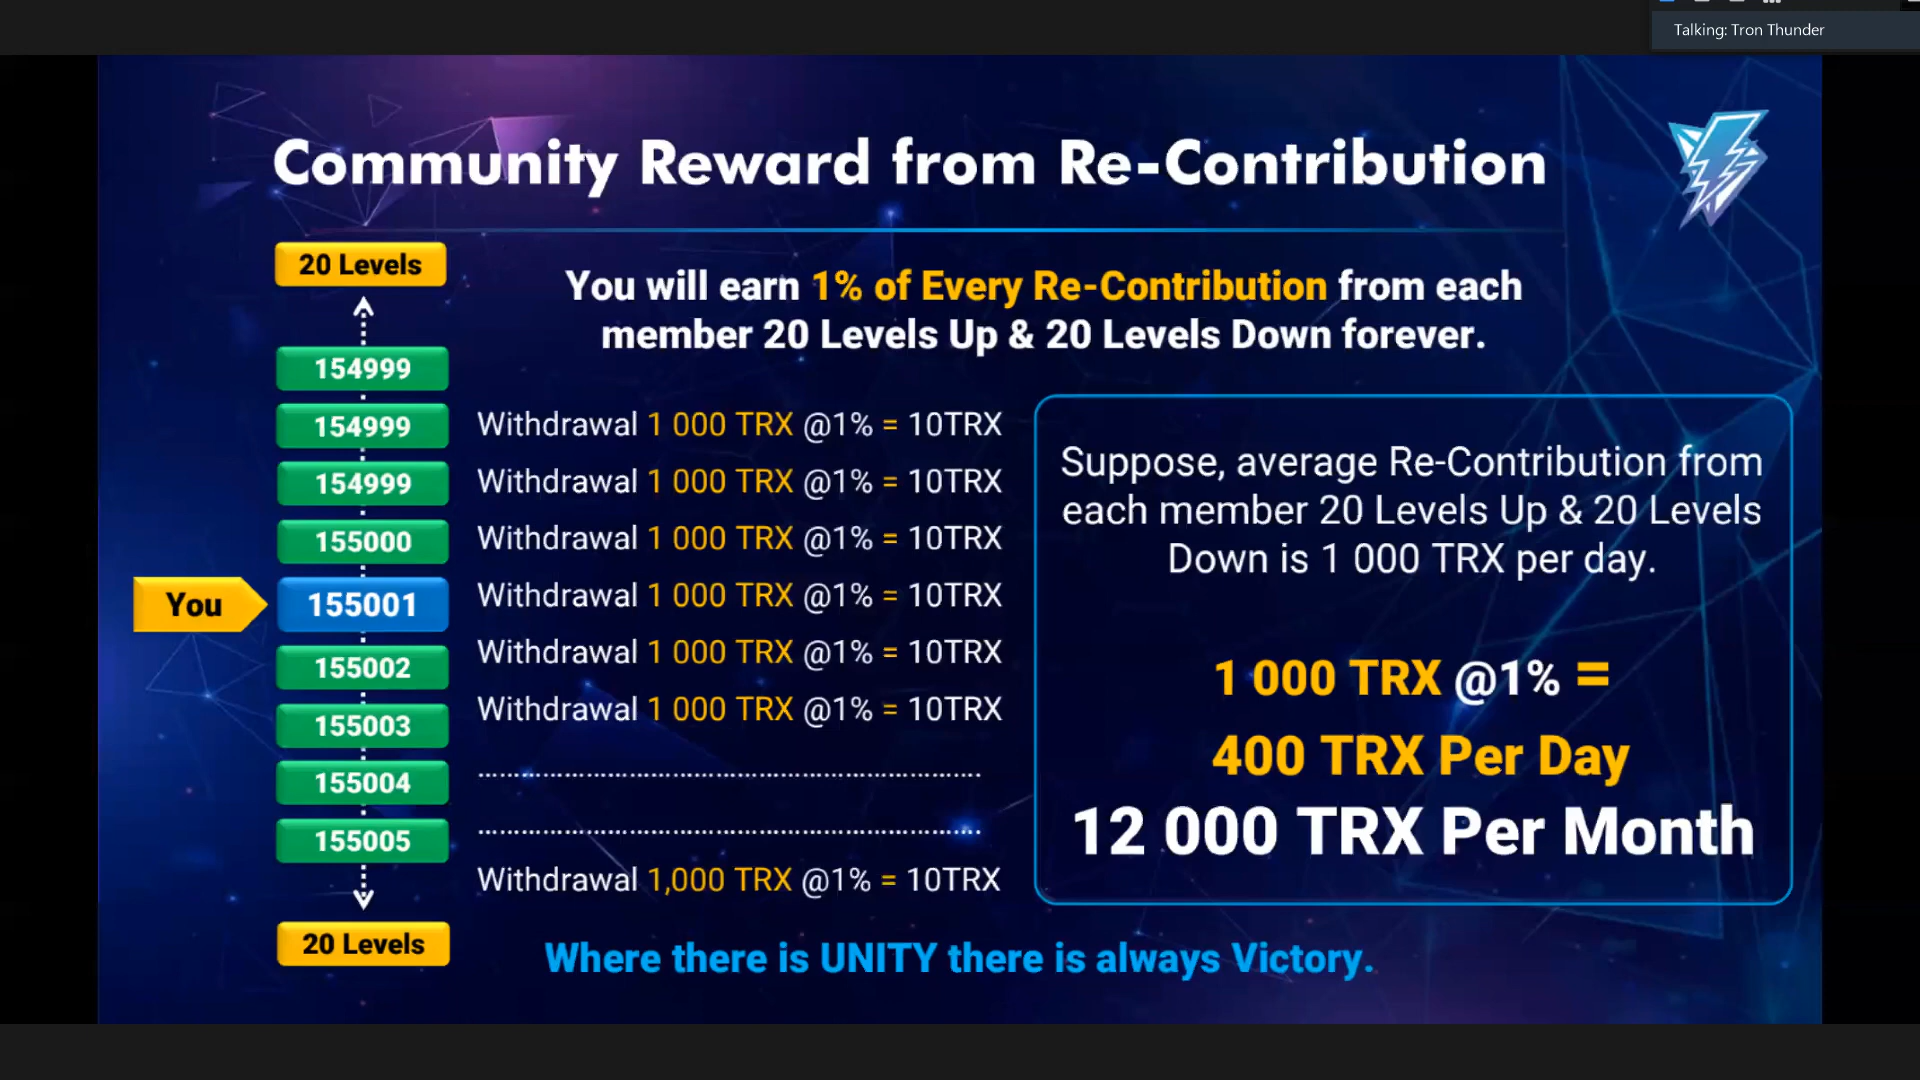 Talking: Tron Thunder
Community Reward from Re-Contribution
20 Levels
You will earn 1% of Every Re-Contribution from each
member 20 Levels Up & 20 Levels Down forever.
154999
154999
154999
155000
You
155001
155002
155003
155004
155005
20 Levels
Withdrawal 1 000 TRX @1% = 10TRX
Withdrawal 1 000 TRX @1% = 10TRX
Withdrawal 1 000 TRX @1% = 10TRX
Withdrawal 1 000 TRX @1% = 10TRX
Withdrawal 1 000 TRX @1% = 10TRX
Withdrawal 1 000 TRX @1% = 10TRX
Withdrawal 1,000 TRX @1% = 10TRX
Suppose, average Re-Contribution from
each member 20 Levels Up & 20 Levels
Down is 1 000 TRX per day.
1 000 TRX @1% =
400 TRX Per Day
12 000 TRX Per Month
Where there is UNITY there is always Victory.